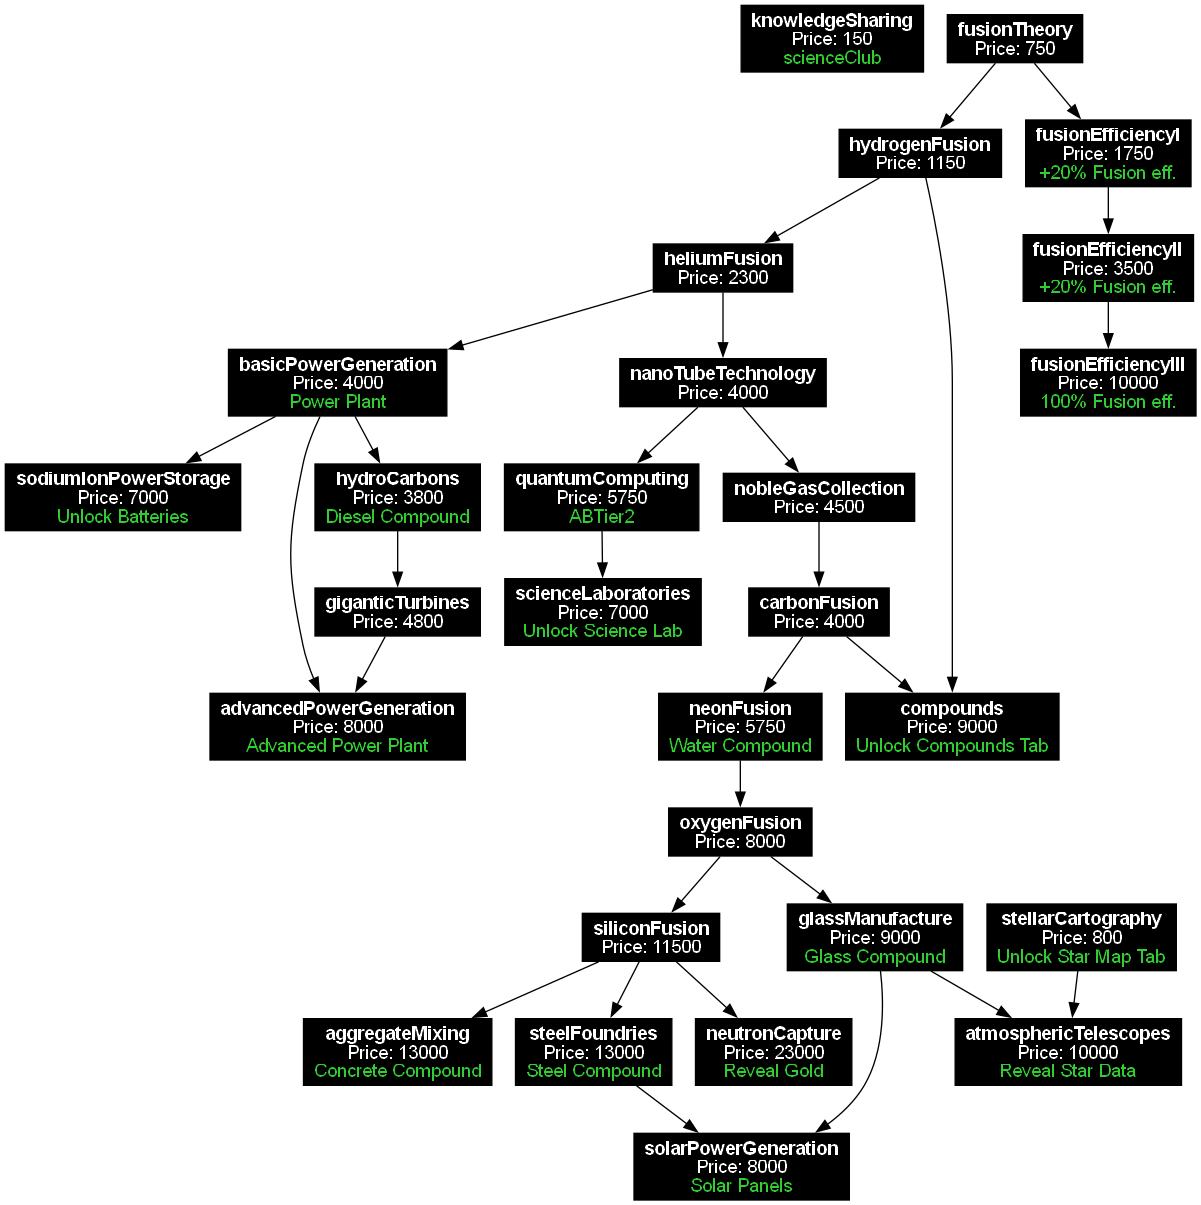 knowledgeSharing
Price: 150
scienceClub
fusionTheory
Price: 750
hydrogenFusion
Price: 1150
fusionEfficiencyI
Price: 1750
+20% Fusion eff.
heliumFusion
Price: 2300
fusionEfficiencyII
Price: 3500
+20% Fusion eff.
basicPowerGeneration
Price: 4000
Power Plant
nanoTubeTechnology
Price: 4000
fusionEfficiencyIII
Price: 10000
100% Fusion eff.
sodiumIonPowerStorage
Price: 7000
Unlock Batteries
hydroCarbons
Price: 3800
Diesel Compound
quantumComputing
Price: 5750
ABTier2
nobleGasCollection
Price: 4500
giganticTurbines
Price: 4800
scienceLaboratories
Price: 7000
Unlock Science Lab
carbonFusion
Price: 4000
advancedPowerGeneration
Price: 8000
Advanced Power Plant
neonFusion
Price: 5750
Water Compound
compounds
Price: 9000
Unlock Compounds Tab
oxygenFusion
Price: 8000
siliconFusion
Price: 11500
glassManufacture
Price: 9000
Glass Compound
stellarCartography
Price: 800
Unlock Star Map Tab
aggregateMixing
Price: 13000
Concrete Compound
steelFoundries
Price: 13000
Steel Compound
neutronCapture
Price: 23000
Reveal Gold
atmosphericTelescopes
Price: 10000
Reveal Star Data
solarPowerGeneration
Price: 8000
Solar Panels